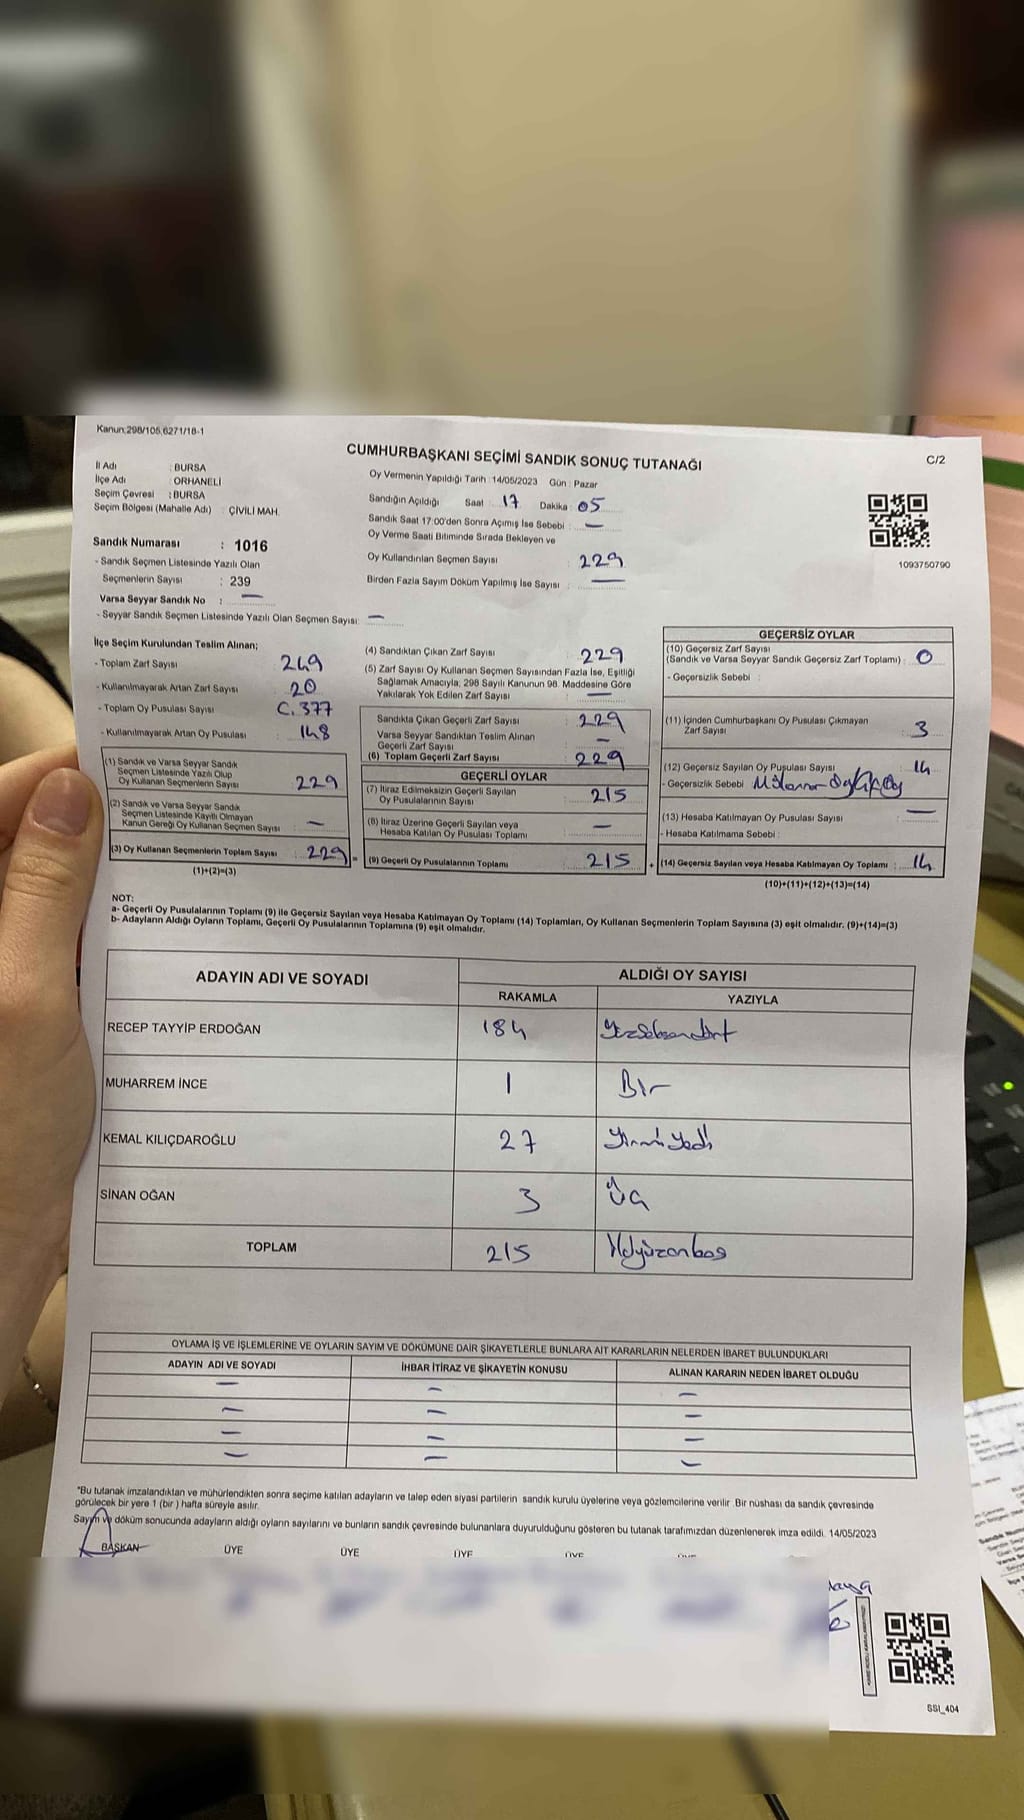 Kanun:298/105,6271/18-1
CUMHURBAŞKANI SEÇİMİ SANDIK SONUÇ TUTANAĞI
C/2
İl Adı : BURSA
İlçe Adı : ORHANELİ
Seçim Çevresi : BURSA
Seçim Bölgesi (Mahalle Adı) : ÇİVİLİ MAH.
Oy Vermenin Yapıldığı Tarih :14/05/2023 Gün : Pazar
Sandığın Açıldığı Saat : 17 Dakika : 05
Sandık Saat 17:00'den Sonra Açımış İse Sebebi : —
Oy Verme Saati Bitiminde Sırada Bekleyen ve
Oy Kullandırılan Seçmen Sayısı : 229
Birden Fazla Sayım Döküm Yapılmış İse Sayısı : —
1093750790
Sandık Numarası : 1016
- Sandık Seçmen Listesinde Yazılı Olan
Seçmenlerin Sayısı : 239
Varsa Seyyar Sandık No : —
- Seyyar Sandık Seçmen Listesinde Yazılı Olan Seçmen Sayısı: —
İlçe Seçim Kurulundan Teslim Alınan;
- Toplam Zarf Sayısı : 249
- Kullanılmayarak Artan Zarf Sayısı : 20
- Toplam Oy Pusulası Sayısı : C.377
- Kullanılmayarak Artan Oy Pusulası : 148
(1) Sandık ve Varsa Seyyar Sandık
Seçmen Listesinde Yazılı Olup
Oy Kullanan Seçmenlerin Sayısı : 229
(2) Sandık ve Varsa Seyyar Sandık
Seçmen Listesinde Kayıtlı Olmayan
Kanun Gereği Oy Kullanan Seçmen Sayısı : —
(3) Oy Kullanan Seçmenlerin Toplam Sayısı : 229 =
(1)+(2)=(3)
(4) Sandıktan Çıkan Zarf Sayısı : 229
(5) Zarf Sayısı Oy Kullanan Seçmen Sayısından Fazla İse, Eşitliği
Sağlamak Amacıyla; 298 Sayılı Kanunun 98. Maddesine Göre
Yakılarak Yok Edilen Zarf Sayısı : —
Sandıkta Çıkan Geçerli Zarf Sayısı : 229
Varsa Seyyar Sandıktan Teslim Alınan
Geçerli Zarf Sayısı : —
(6) Toplam Geçerli Zarf Sayısı : 229
GEÇERLİ OYLAR
(7) İtiraz Edilmeksizin Geçerli Sayılan
Oy Pusulalarının Sayısı : 215
(8) İtiraz Üzerine Geçerli Sayılan veya
Hesaba Katılan Oy Pusulası Toplamı : —
(9) Geçerli Oy Pusulalarının Toplamı : 215 +
GEÇERSİZ OYLAR
(10) Geçersiz Zarf Sayısı
(Sandık ve Varsa Seyyar Sandık Geçersiz Zarf Toplamı) : 0
- Geçersizlik Sebebi :
(11) İçinden Cumhurbaşkanı Oy Pusulası Çıkmayan
Zarf Sayısı : 3
(12) Geçersiz Sayılan Oy Pusulası Sayısı : 14
- Geçersizlik Sebebi
(13) Hesaba Katılmayan Oy Pusulası Sayısı : —
- Hesaba Katılmama Sebebi :
(14) Geçersiz Sayılan veya Hesaba Katılmayan Oy Toplamı : 14
(10)+(11)+(12)+(13)=(14)
NOT:
a- Geçerli Oy Pusulalarının Toplamı (9) ile Geçersiz Sayılan veya Hesaba Katılmayan Oy Toplamı (14) Toplamları, Oy Kullanan Seçmenlerin Toplam Sayısına (3) eşit olmalıdır. (9)+(14)=(3)
b- Adayların Aldığı Oyların Toplamı, Geçerli Oy Pusulalarının Toplamına (9) eşit olmalıdır.
ADAYIN ADI VE SOYADI
ALDIĞI OY SAYISI
RAKAMLA YAZIYLA
RECEP TAYYİP ERDOĞAN 184 Yüzseksendört
MUHARREM İNCE 1 Bir
KEMAL KILIÇDAROĞLU 27 Yirmiyedi
SİNAN OĞAN 3 Üç
TOPLAM 215 İkiyüzonbeş
OYLAMA İŞ VE İŞLEMLERİNE VE OYLARIN SAYIM VE DÖKÜMÜNE DAİR ŞİKAYETLERLE BUNLARA AİT KARARLARIN NELERDEN İBARET BULUNDUKLARI
ADAYIN ADI VE SOYADI İHBAR İTİRAZ VE ŞİKAYETİN KONUSU ALINAN KARARIN NEDEN İBARET OLDUĞU
— — —
— — —
— — —
— — —
*Bu tutanak imzalandıktan ve mühürlendikten sonra seçime katılan adayların ve talep eden siyasi partilerin sandık kurulu üyelerine veya gözlemcilerine verilir. Bir nüshası da sandık çevresinde
görülecek bir yere 1 (bir ) hafta süreyle asılır.
Sayım ve döküm sonucunda adayların aldığı oyların sayılarını ve bunların sandık çevresinde bulunanlara duyurulduğunu gösteren bu tutanak tarafımızdan düzenlenerek imza edildi. 14/05/2023
BAŞKAN ÜYE ÜYE ÜYE ÜYE
SSI_404